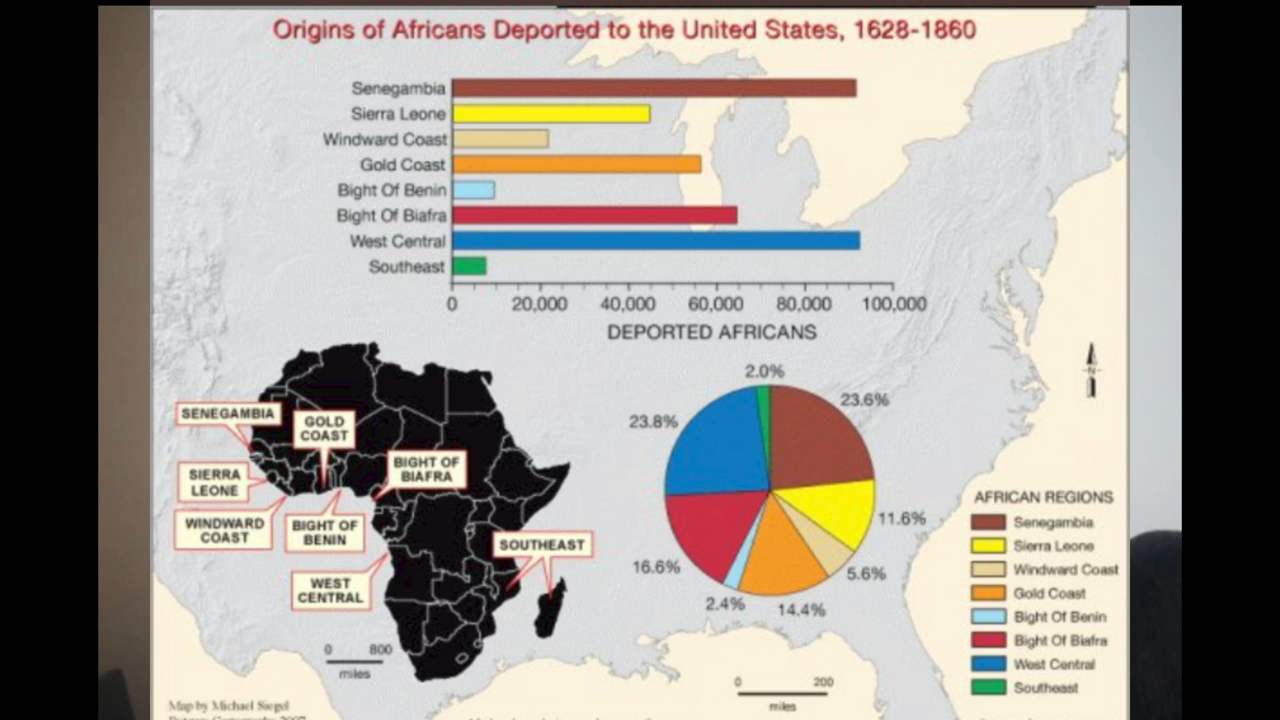 Origins of Africans Deported to the United States, 1628-1860
Senegambia
Sierra Leone
Windward Coast
Gold Coast
Bight Of Benin
Bight Of Biafra
West Central
Southeast
0 20,000 40,000 60,000 80,000 100,000
DEPORTED AFRICANS
SENEGAMBIA
GOLD
COAST
BIGHT OF
BIAFRA
SIERRA
LEONE
WINDWARD
COAST
BIGHT OF
BENIN
SOUTHEAST
WEST
CENTRAL
0 800
miles
2.0%
23.6%
23.8%
11.6%
16.6%
5.6%
2.4%
14.4%
N
AFRICAN REGIONS
Senegambia
Sierra Leone
Windward Coast
Gold Coast
Bight Of Benin
Bight Of Biafra
West Central
Southeast
0 200
miles
Map by Michael Siegel